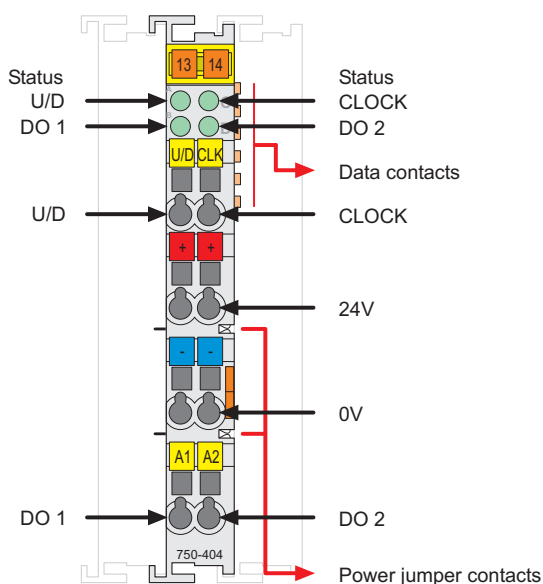 13 14
Status Status
U/D CLOCK
DO 1 DO 2
U/D CLK
Data contacts
U/D CLOCK
+ +
24V
- -
0V
A1 A2
DO 1 DO 2
750-404
Power jumper contacts